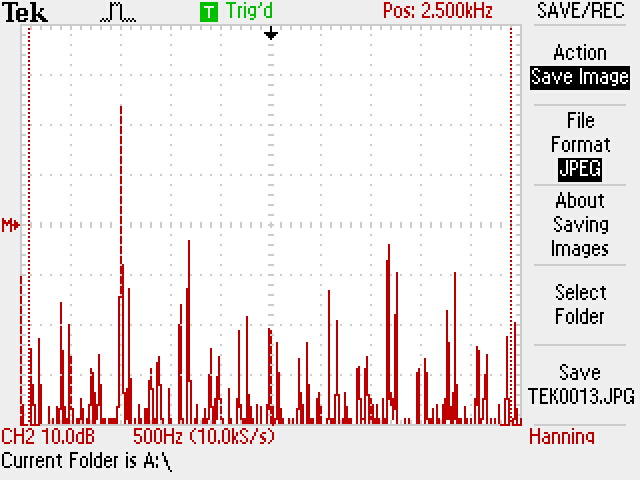 Tek T Trig'd Pos: 2.500kHz SAVE/REC
Action
Save Image
File
Format
JPEG
M
About
Saving
Images
Select
Folder
Save
TEK0013.JPG
CH2 10.0dB 500Hz (10.0kS/s) Hanning
Current Folder is A:\